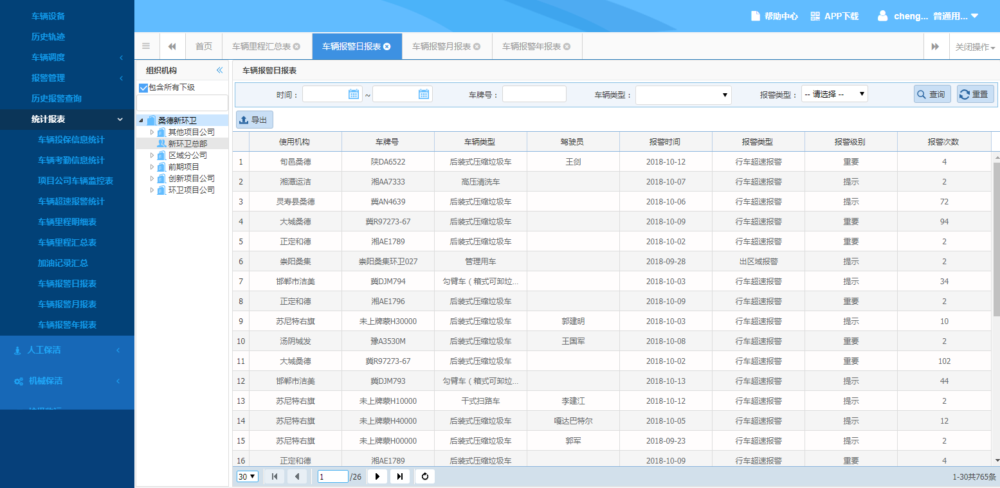 帮助中心 APP下载 cheng... 普通用...
车辆设备
历史轨迹
车辆调度
报警管理
历史报警查询
统计报表
车辆投保信息统计
车辆考勤信息统计
项目公司车辆监控表
车辆超速报警统计
车辆里程明细表
车辆里程汇总表
加油记录汇总
车辆报警日报表
车辆报警月报表
车辆报警年报表
人工保洁
机械保洁
首页 车辆里程汇总表 车辆报警日报表 车辆报警月报表 车辆报警年报表 关闭操作
组织机构
包含所有下级
桑德新环卫
其他项目公司
新环卫总部
区域分公司
前期项目
创新项目公司
环卫项目公司
车辆报警日报表
时间： ~ 车牌号： 车辆类型： 报警类型： -- 请选择 -- 查询 重置
导出
使用机构 车牌号 车辆类型 驾驶员 报警时间 报警类型 报警级别 报警次数
1 旬邑桑德 陕DA6522 后装式压缩垃圾车 王剑 2018-10-12 行车超速报警 重要 4
2 湘潭运洁 湘AA7333 高压清洗车 2018-10-07 行车超速报警 提示 2
3 灵寿县桑德 冀AN4639 后装式压缩垃圾车 2018-10-06 行车超速报警 提示 72
4 大城桑德 冀R97273-67 后装式压缩垃圾车 2018-10-09 行车超速报警 重要 94
5 正定和德 湘AE1789 后装式压缩垃圾车 2018-10-02 行车超速报警 重要 2
6 崇阳桑集 崇阳桑集环卫027 管理用车 2018-09-28 出区域报警 提示 2
7 邯郸市洁美 冀DJM794 勾臂车（箱式可卸垃... 2018-10-03 行车超速报警 提示 34
8 正定和德 湘AE1796 后装式压缩垃圾车 2018-10-09 行车超速报警 重要 2
9 苏尼特右旗 未上牌蒙H30000 后装式压缩垃圾车 郭建明 2018-10-03 行车超速报警 提示 10
10 汤阴城发 豫A3530M 后装式压缩垃圾车 王国军 2018-10-08 行车超速报警 重要 2
11 大城桑德 冀R97273-67 后装式压缩垃圾车 2018-10-02 行车超速报警 重要 102
12 邯郸市洁美 冀DJM793 勾臂车（箱式可卸垃... 2018-10-13 行车超速报警 提示 44
13 苏尼特右旗 未上牌蒙H10000 干式扫路车 李建江 2018-10-12 行车超速报警 提示 2
14 苏尼特右旗 未上牌蒙H40000 后装式压缩垃圾车 嘎达巴特尔 2018-10-05 行车超速报警 提示 12
15 苏尼特右旗 未上牌蒙H00000 后装式压缩垃圾车 郭军 2018-09-23 行车超速报警 提示 2
16 正定和德 湘AE1789 后装式压缩垃圾车 2018-10-09 行车超速报警 重要 4
30 1 /26 1-30共765条